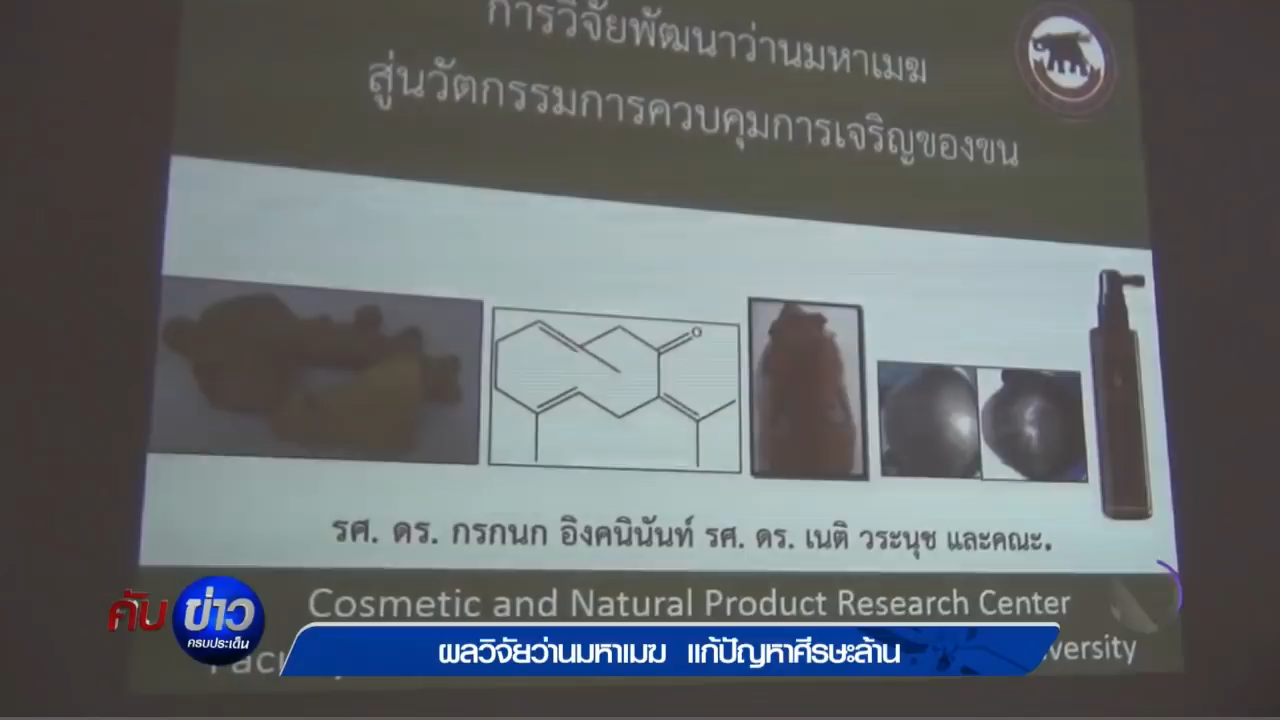 การวิจัยพัฒนาว่านมหาเมฆ
สู่นวัตกรรมการควบคุมการเจริญของขน
O
รศ. ดร. กรกนก อิงคนินันท์ รศ. ดร. เนติ วระนุช และคณะ.
Cosmetic and Natural Product Research Center
คับ
ข่าว
ครบประเด็น
ผลวิจัยว่านมหาเมฆ แก้ปัญหาศีรษะล้าน